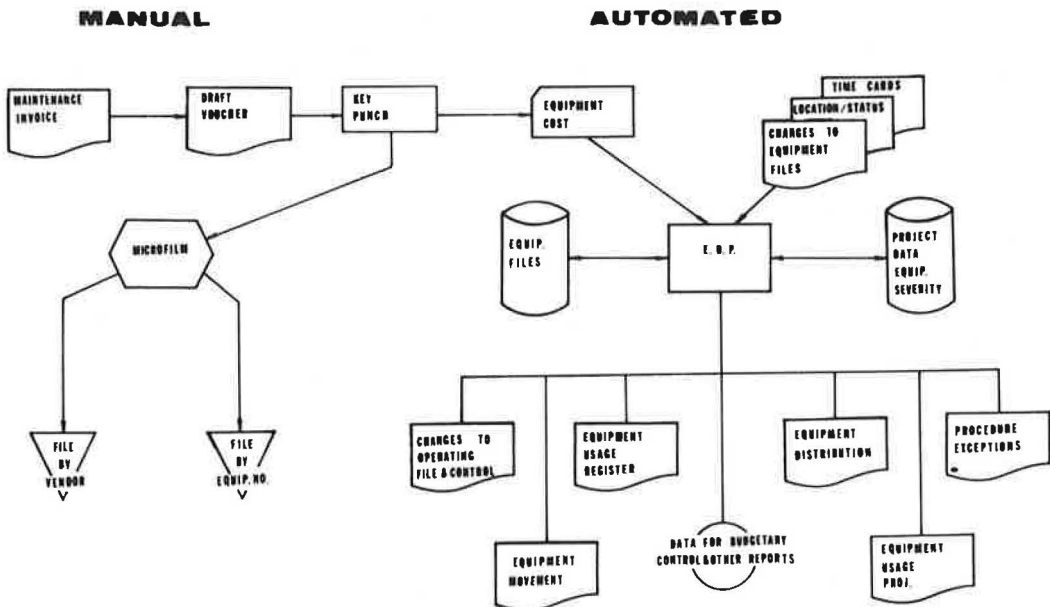 MANUAL
AUTOMATED
MAINTENANCE
INVOICE
DRAFT
VOUCHER
KEY
PUNCH
EQUIPMENT
COST
TIME CARDS
LOCATION/STATUS
CHARGES TO
EQUIPMENT
FILES
MICROFILM
EQUIP.
FILES
E. D. P.
PROJECT
DATA
EQUIP.
SEVERITY
FILE
BY
VENDOR
FILE
BY
EQUIP. NO.
CHANGES TO
OPERATING
FILE & CONTROL
EQUIPMENT
USAGE
REGISTER
EQUIPMENT
DISTRIBUTION
PROCEDURE
EXCEPTIONS
EQUIPMENT
MOVEMENT
DATA FOR BUDGETARY
CONTROL & OTHER REPORTS
EQUIPMENT
USAGE
PROJ.